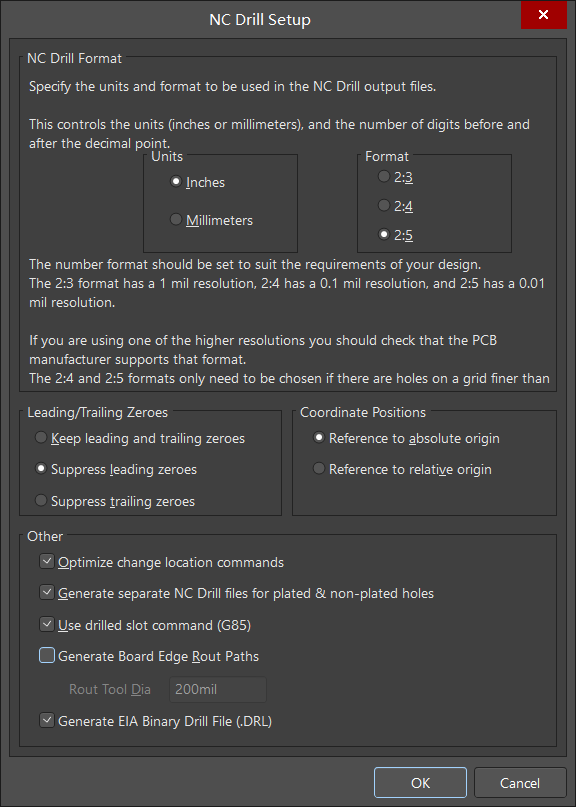 NC Drill Setup
NC Drill Format
Specify the units and format to be used in the NC Drill output files.
This controls the units (inches or millimeters), and the number of digits before and
after the decimal point.
Units
Inches
Millimeters
Format
2:3
2:4
2:5
The number format should be set to suit the requirements of your design.
The 2:3 format has a 1 mil resolution, 2:4 has a 0.1 mil resolution, and 2:5 has a 0.01
mil resolution.
If you are using one of the higher resolutions you should check that the PCB
manufacturer supports that format.
The 2:4 and 2:5 formats only need to be chosen if there are holes on a grid finer than
Leading/Trailing Zeroes
Keep leading and trailing zeroes
Suppress leading zeroes
Suppress trailing zeroes
Coordinate Positions
Reference to absolute origin
Reference to relative origin
Other
Optimize change location commands
Generate separate NC Drill files for plated & non-plated holes
Use drilled slot command (G85)
Generate Board Edge Rout Paths
Rout Tool Dia
200mil
Generate EIA Binary Drill File (.DRL)
OK
Cancel